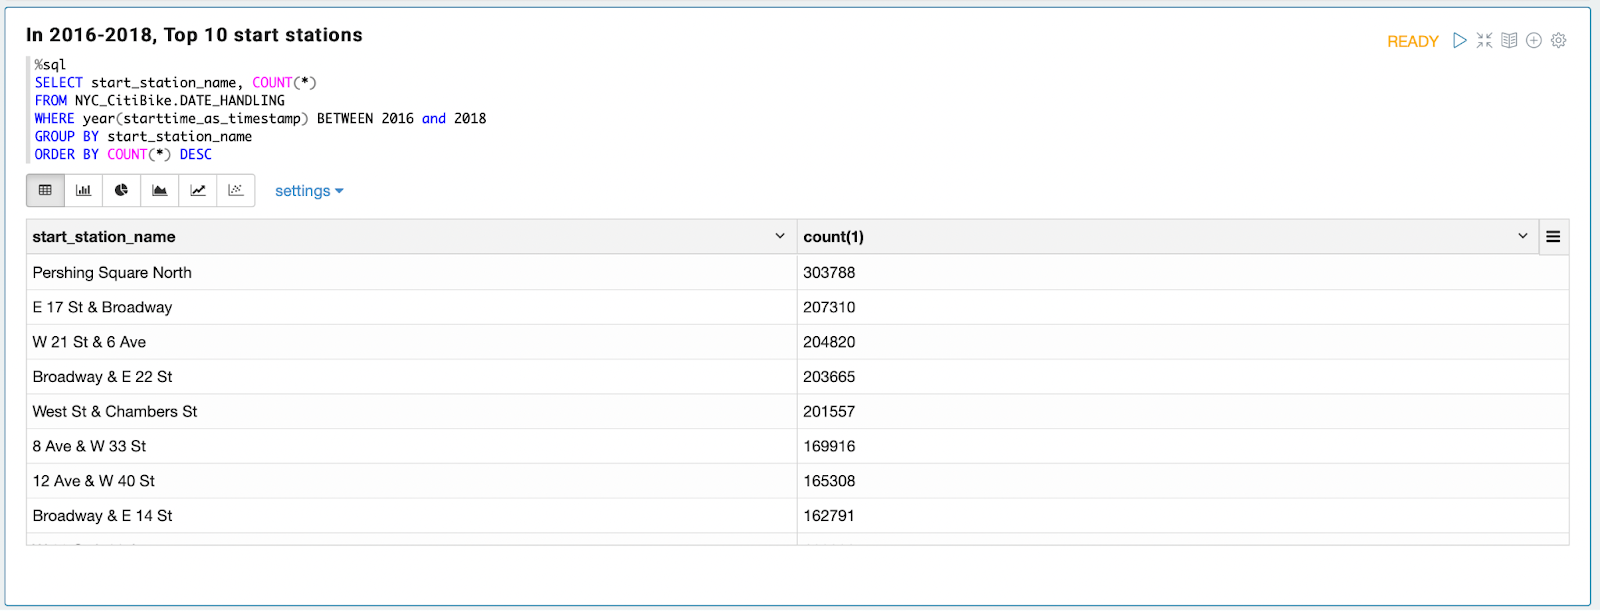 In 2016-2018, Top 10 start stations
READY
%sql
SELECT start_station_name, COUNT(*)
FROM NYC_CitiBike.DATE_HANDLING
WHERE year(starttime_as_timestamp) BETWEEN 2016 and 2018
GROUP BY start_station_name
ORDER BY COUNT(*) DESC
settings
start_station_name count(1)
Pershing Square North 303788
E 17 St & Broadway 207310
W 21 St & 6 Ave 204820
Broadway & E 22 St 203665
West St & Chambers St 201557
8 Ave & W 33 St 169916
12 Ave & W 40 St 165308
Broadway & E 14 St 162791